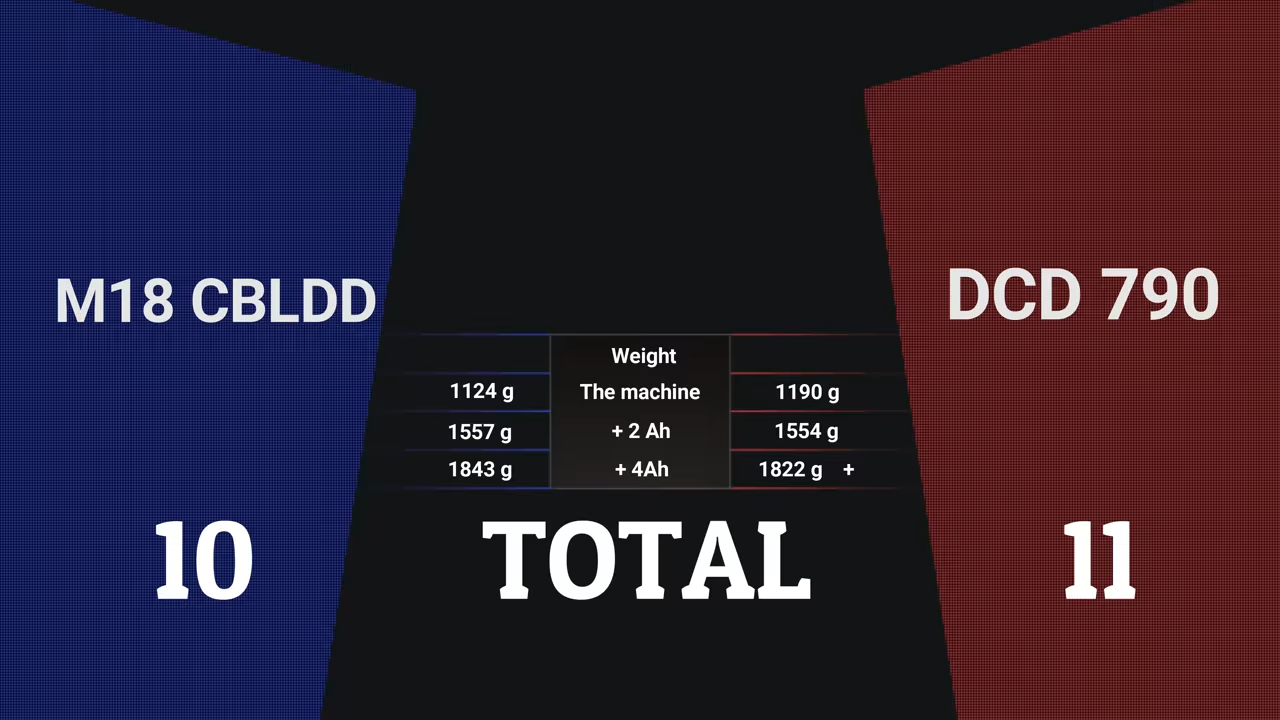 M18 CBLDD
DCD 790
Weight
1124 g The machine 1190 g
1557 g + 2 Ah 1554 g
1843 g + 4Ah 1822 g +
10 TOTAL 11